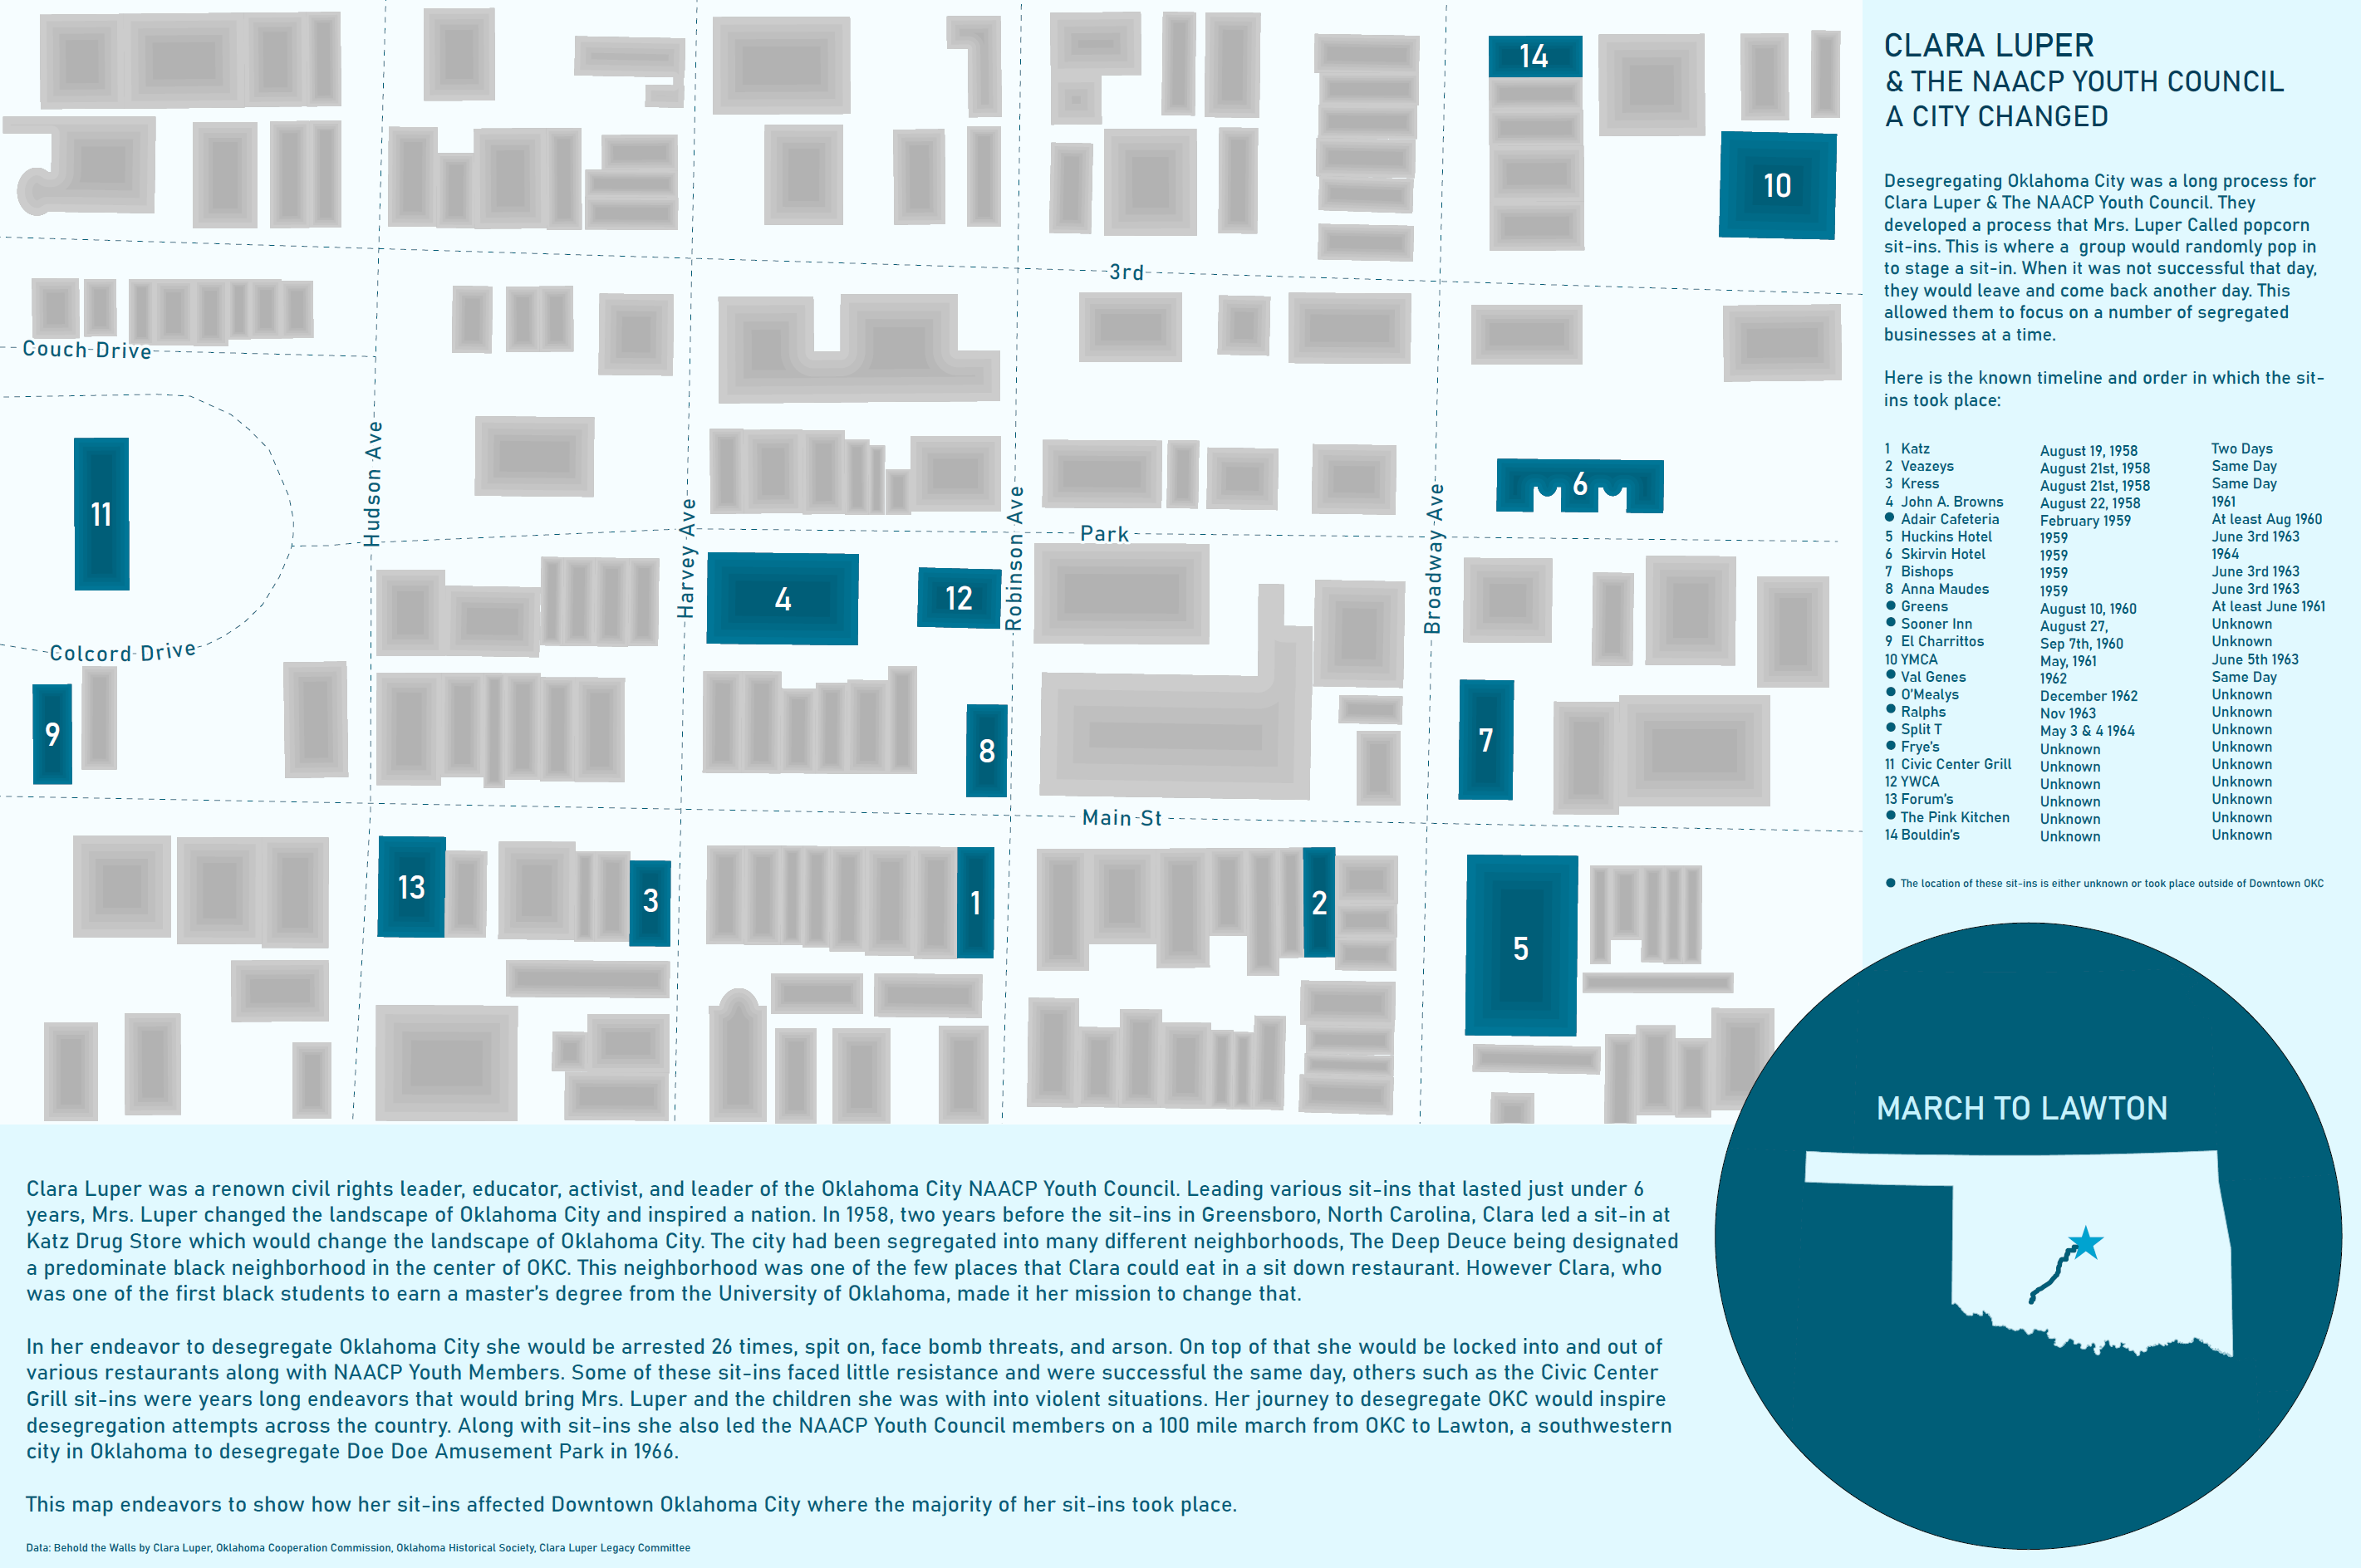 CLARA LUPER
& THE NAACP YOUTH COUNCIL
A CITY CHANGED
Desegregating Oklahoma City was a long process for
Clara Luper & The NAACP Youth Council. They
developed a process that Mrs. Luper Called popcorn
sit-ins. This is where a group would randomly pop in
to stage a sit-in. When it was not successful that day,
they would leave and come back another day. This
allowed them to focus on a number of segregated
businesses at a time.
Here is the known timeline and order in which the sit-
ins took place:
1 Katz August 19, 1958 Two Days
2 Veazeys August 21st, 1958 Same Day
3 Kress August 21st, 1958 Same Day
4 John A. Browns August 22, 1958 1961
● Adair Cafeteria February 1959 At least Aug 1960
5 Huckins Hotel 1959 June 3rd 1963
6 Skirvin Hotel 1959 1964
7 Bishops 1959 June 3rd 1963
8 Anna Maudes 1959 June 3rd 1963
● Greens August 10, 1960 At least June 1961
● Sooner Inn August 27, Unknown
9 El Charrittos Sep 7th, 1960 Unknown
10 YMCA May, 1961 June 5th 1963
● Val Genes 1962 Same Day
● O'Mealys December 1962 Unknown
● Ralphs Nov 1963 Unknown
● Split T May 3 & 4 1964 Unknown
● Frye's Unknown Unknown
11 Civic Center Grill Unknown Unknown
12 YWCA Unknown Unknown
13 Forum's Unknown Unknown
● The Pink Kitchen Unknown Unknown
14 Bouldin's Unknown Unknown
● The location of these sit-ins is either unknown or took place outside of Downtown OKC
14
10
3rd
Couch Drive
Hudson Ave
Harvey Ave
Robinson Ave
Broadway Ave
11
6
Park
4
12
Colcord Drive
9
8
7
Main St
13
3
1
2
5
MARCH TO LAWTON
Clara Luper was a renown civil rights leader, educator, activist, and leader of the Oklahoma City NAACP Youth Council. Leading various sit-ins that lasted just under 6
years, Mrs. Luper changed the landscape of Oklahoma City and inspired a nation. In 1958, two years before the sit-ins in Greensboro, North Carolina, Clara led a sit-in at
Katz Drug Store which would change the landscape of Oklahoma City. The city had been segregated into many different neighborhoods, The Deep Deuce being designated
a predominate black neighborhood in the center of OKC. This neighborhood was one of the few places that Clara could eat in a sit down restaurant. However Clara, who
was one of the first black students to earn a master's degree from the University of Oklahoma, made it her mission to change that.
In her endeavor to desegregate Oklahoma City she would be arrested 26 times, spit on, face bomb threats, and arson. On top of that she would be locked into and out of
various restaurants along with NAACP Youth Members. Some of these sit-ins faced little resistance and were successful the same day, others such as the Civic Center
Grill sit-ins were years long endeavors that would bring Mrs. Luper and the children she was with into violent situations. Her journey to desegregate OKC would inspire
desegregation attempts across the country. Along with sit-ins she also led the NAACP Youth Council members on a 100 mile march from OKC to Lawton, a southwestern
city in Oklahoma to desegregate Doe Doe Amusement Park in 1966.
This map endeavors to show how her sit-ins affected Downtown Oklahoma City where the majority of her sit-ins took place.
Data: Behold the Walls by Clara Luper, Oklahoma Cooperation Commission, Oklahoma Historical Society, Clara Luper Legacy Committee